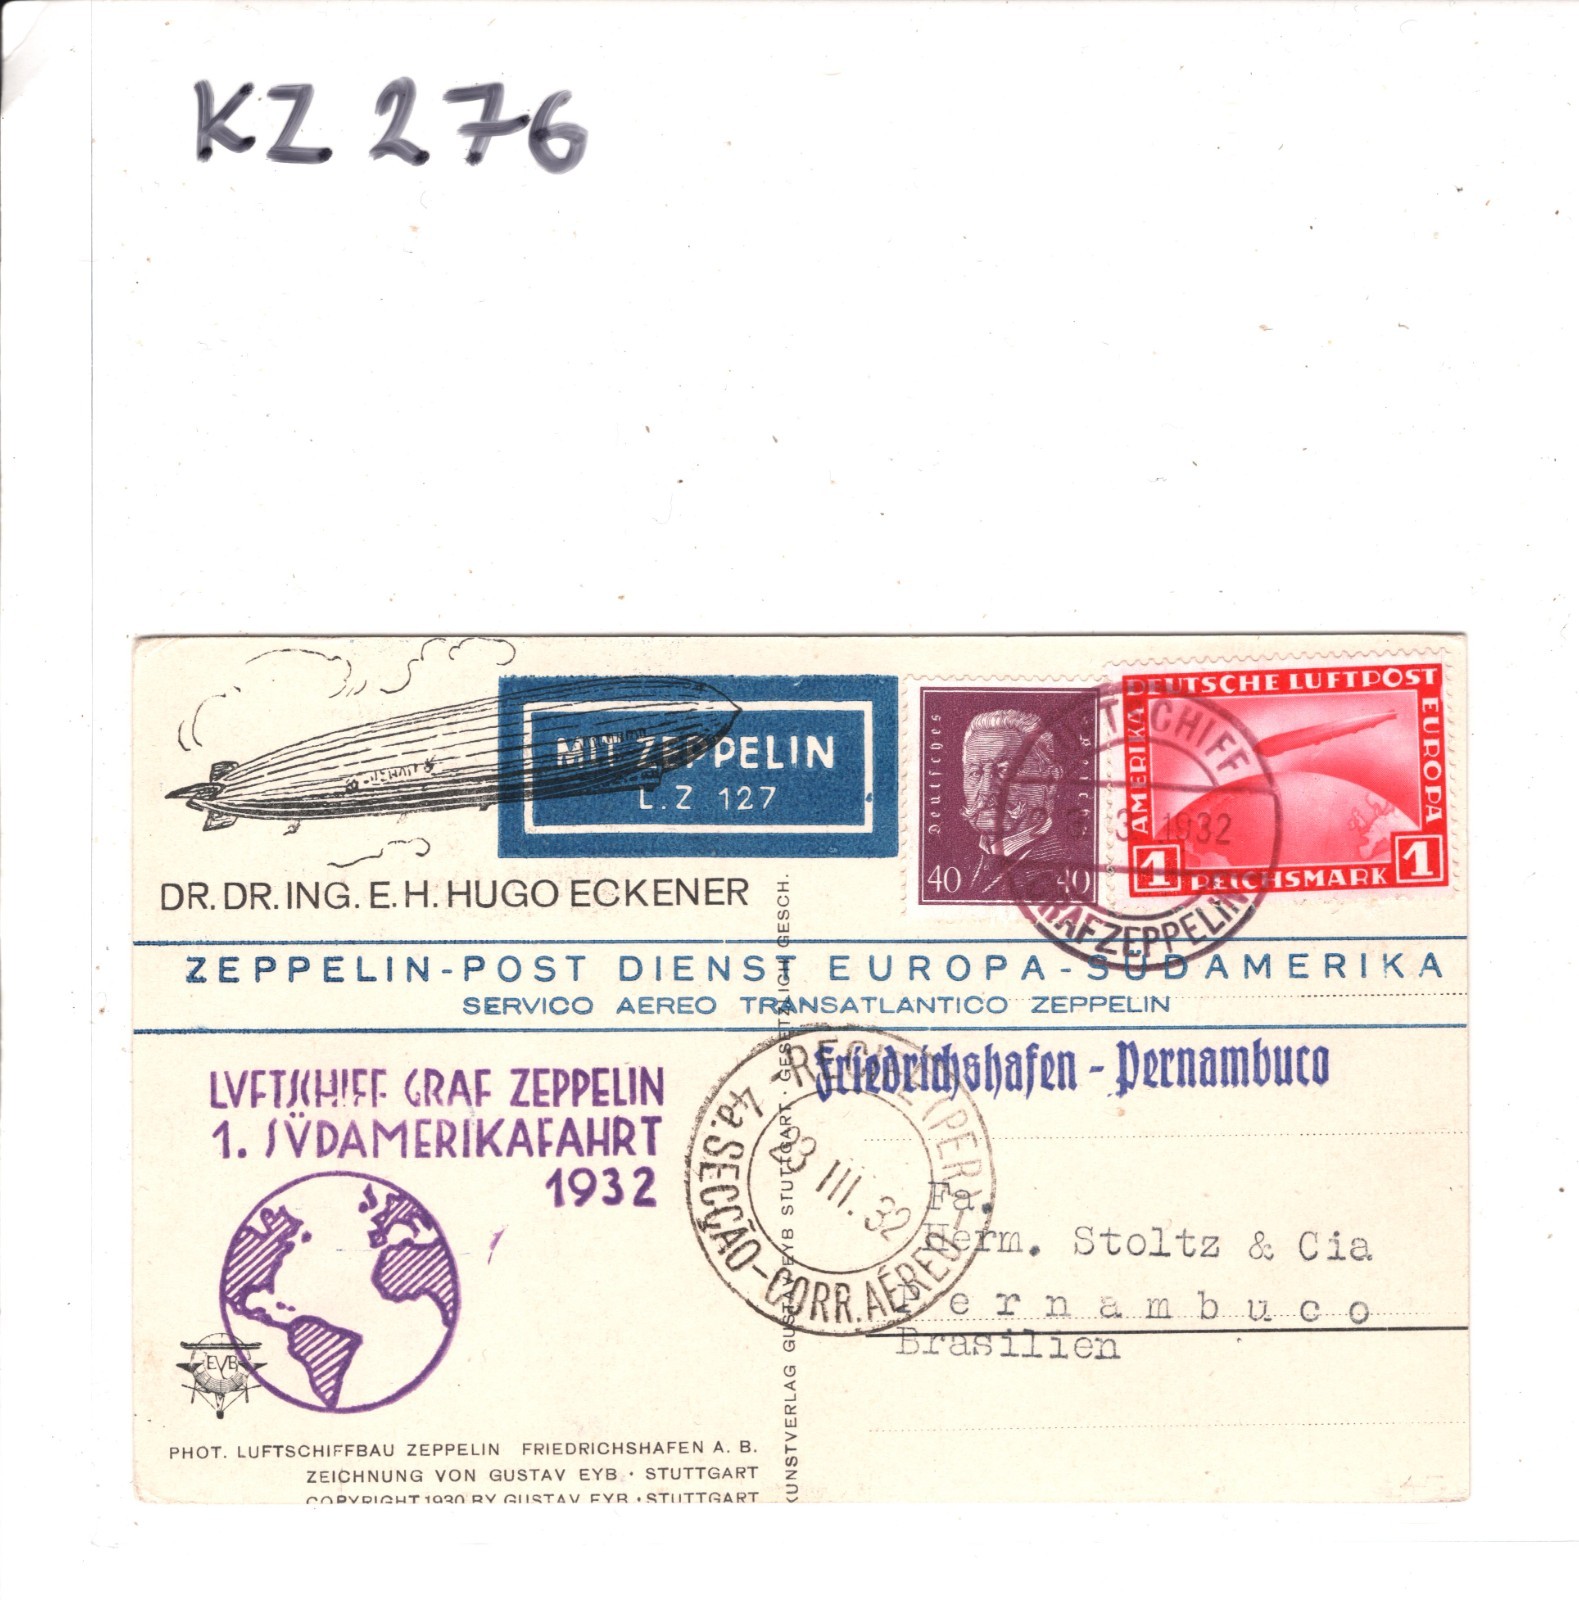 KZ 276
MIT ZEPPELIN
L.Z 127
DR. DR. ING. E. H. HUGO ECKENER
Deutsches
40 40
DEUTSCHE LUFTPOST
EUROPA
AMERIKA
1 REICHSMARK 1
LUFTSCHIFF
1932
GRAF ZEPPELIN
ZEPPELIN-POST DIENST EUROPA-SÜDAMERIKA
SERVICO AEREO TRANSATLANTICO ZEPPELIN
Friedrichshafen - Pernambuco
LUFTSCHIFF GRAF ZEPPELIN
1. SÜDAMERIKAFAHRT
1932
4a. SECÇÃO-CORR. AÉREO
23 III. 32
Fa.
Herm. Stoltz & Cia
Pernambuco
Brasilien
EVB
PHOT. LUFTSCHIFFBAU ZEPPELIN FRIEDRICHSHAFEN A. B.
ZEICHNUNG VON GUSTAV EYB · STUTTGART
COPYRIGHT 1930 BY GUSTAV EYB · STUTTGART
KUNSTVERLAG GUSTAV EYB STUTTGART · GESETZLICH GESCH.